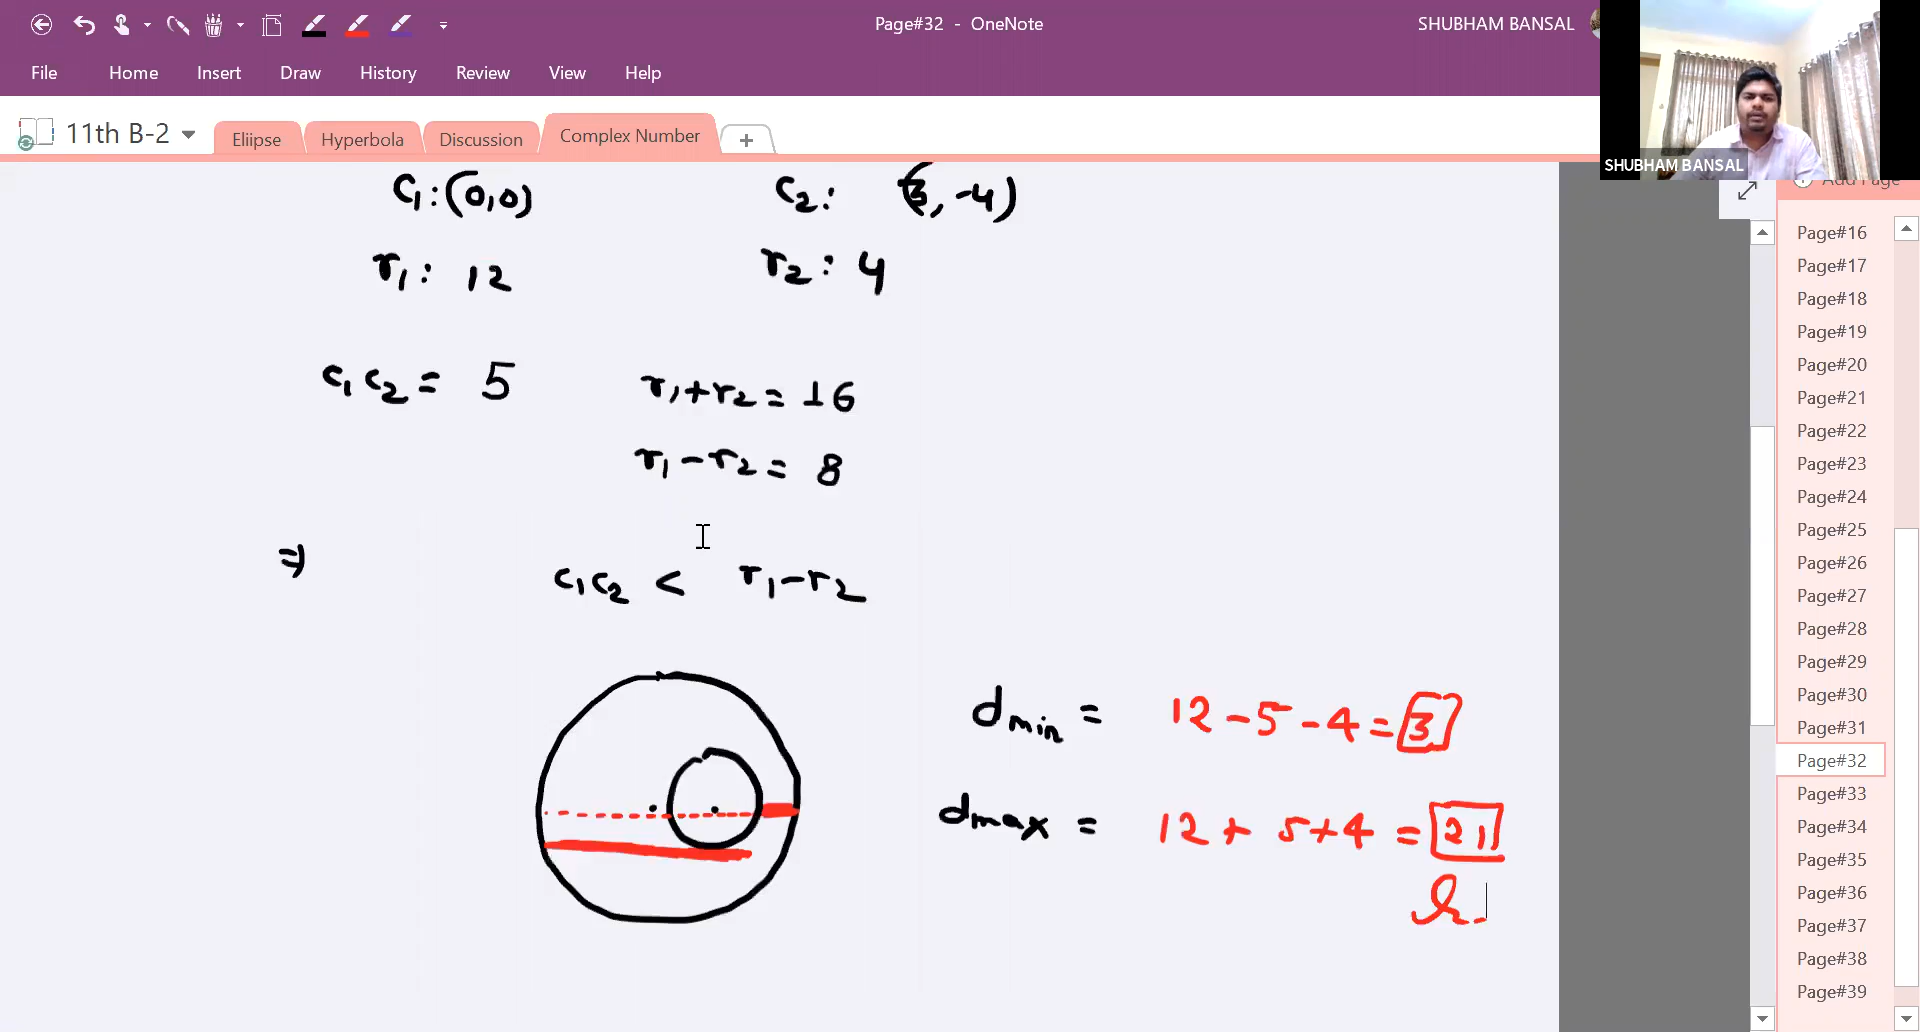 Page#32 - OneNote
SHUBHAM BANSAL
File Home Insert Draw History Review View Help
SHUBHAM BANSAL
11th B-2
Eliipse
Hyperbola
Discussion
Complex Number
+
Add Page
C₁:(0,0)
C₂: (3,-4)
r₁: 12
r₂: 4
C₁C₂ = 5
r₁+r₂ = 16
r₁-r₂ = 8
⇒ C₁C₂ < r₁-r₂
dmin = 12-5-4 = 3
dmax = 12+5+4 = 21
Page#16
Page#17
Page#18
Page#19
Page#20
Page#21
Page#22
Page#23
Page#24
Page#25
Page#26
Page#27
Page#28
Page#29
Page#30
Page#31
Page#32
Page#33
Page#34
Page#35
Page#36
Page#37
Page#38
Page#39